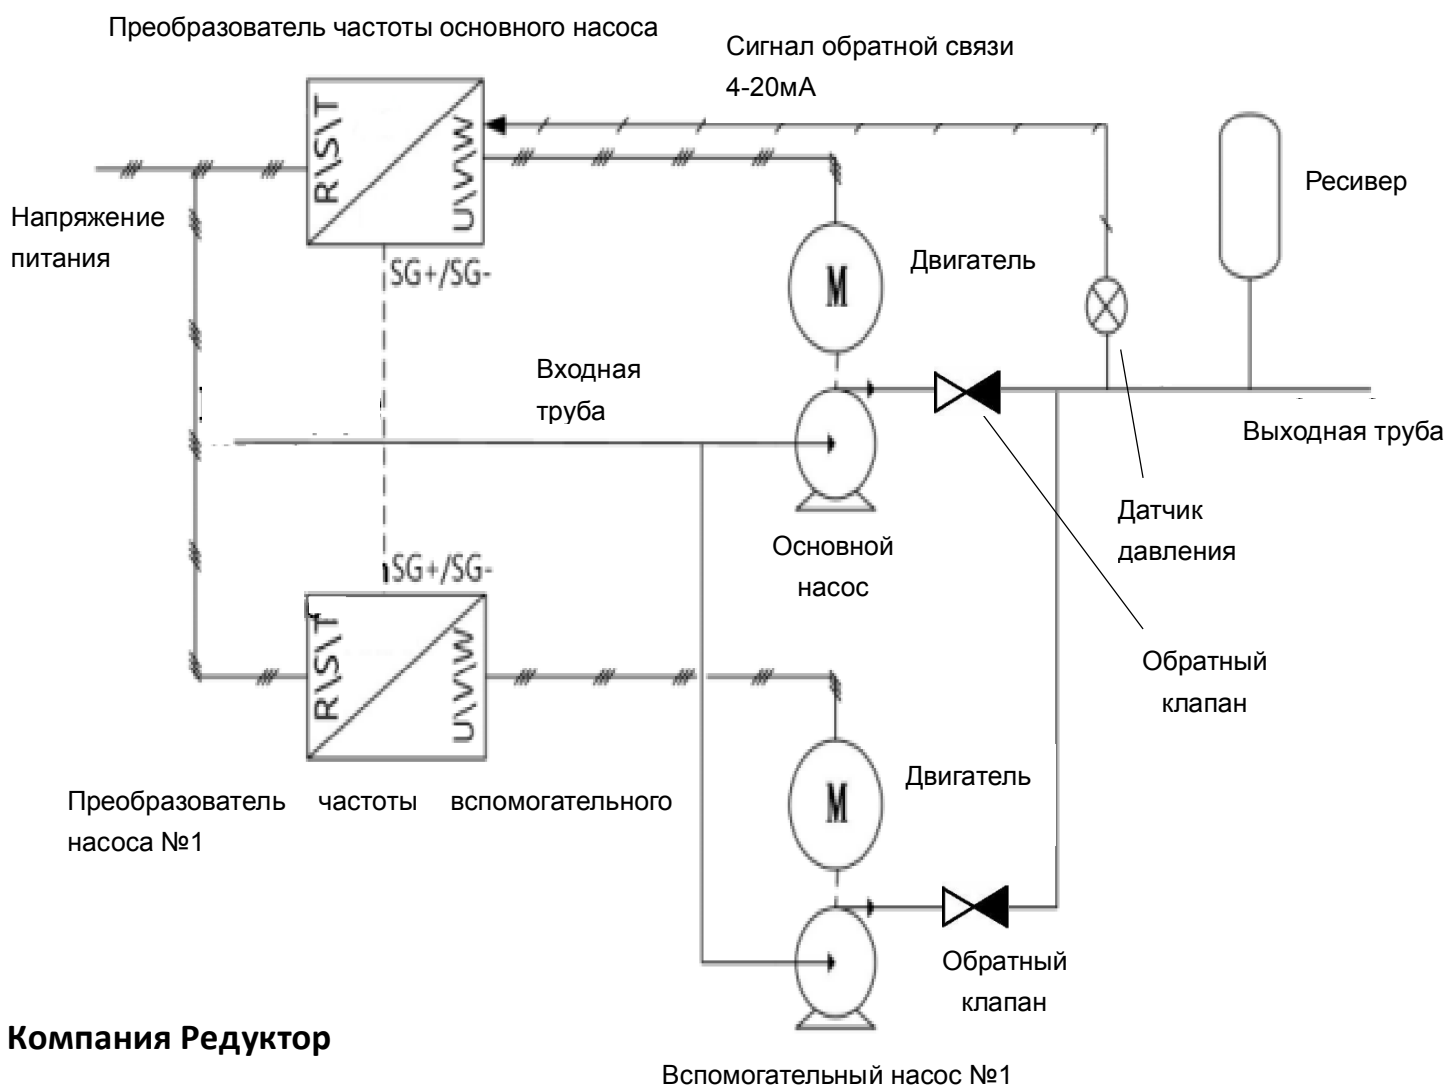 Преобразователь частоты основного насоса
Сигнал обратной связи
4-20мА
R\S\T
U\V\W
Ресивер
Напряжение
питания
SG+/SG-
Двигатель
M
Входная
труба
Выходная труба
Датчик
давления
Основной
насос
SG+/SG-
R\S\T
U\V\W
Обратный
клапан
Двигатель
M
Преобразователь частоты вспомогательного
насоса №1
Обратный
клапан
Компания Редуктор
Вспомогательный насос №1